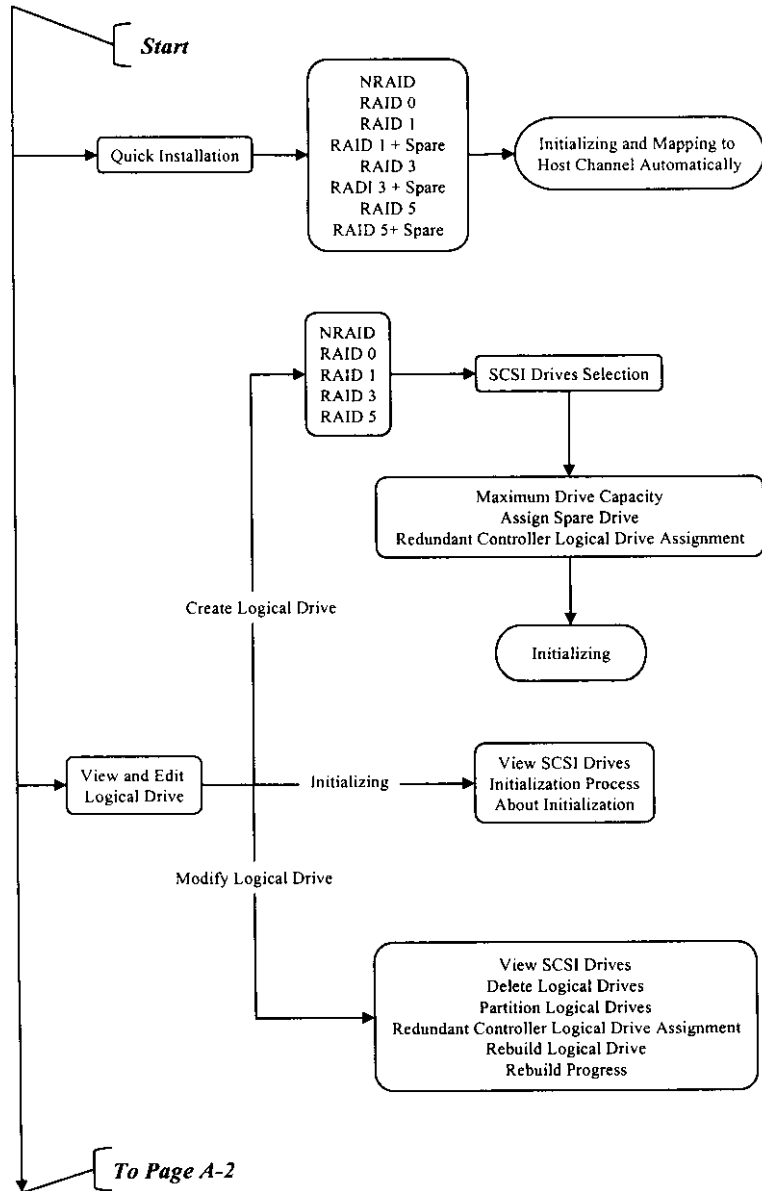 Start
Quick Installation
NRAID
RAID 0
RAID 1
RAID 1 + Spare
RAID 3
RADI 3 + Spare
RAID 5
RAID 5+ Spare
Initializing and Mapping to
Host Channel Automatically
NRAID
RAID 0
RAID 1
RAID 3
RAID 5
SCSI Drives Selection
Maximum Drive Capacity
Assign Spare Drive
Redundant Controller Logical Drive Assignment
Create Logical Drive
Initializing
View and Edit
Logical Drive
Initializing
View SCSI Drives
Initialization Process
About Initialization
Modify Logical Drive
View SCSI Drives
Delete Logical Drives
Partition Logical Drives
Redundant Controller Logical Drive Assignment
Rebuild Logical Drive
Rebuild Progress
To Page A-2